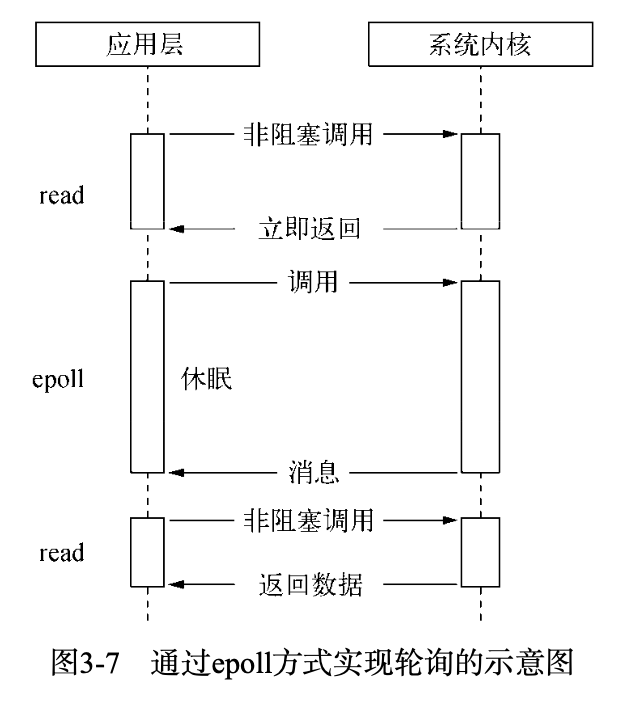 应用层 系统内核
非阻塞调用
read
立即返回
调用
epoll 休眠
消息
非阻塞调用
read
返回数据
图3-7 通过epoll方式实现轮询的示意图